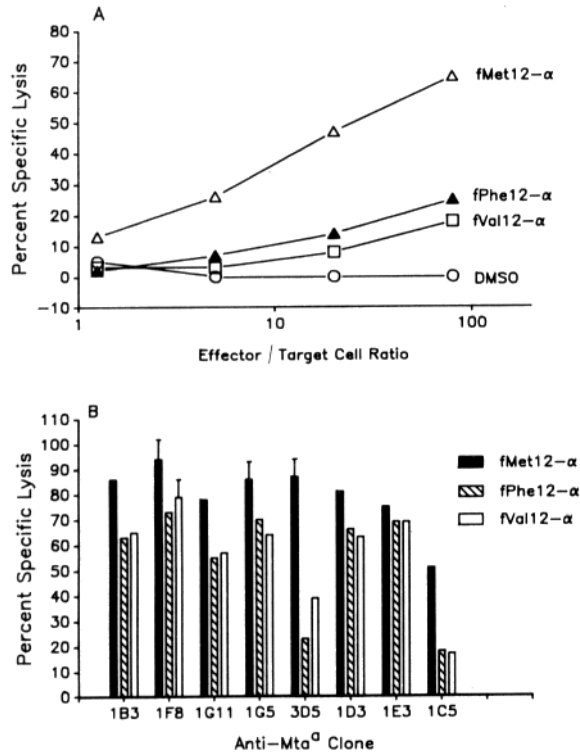 A
Percent Specific Lysis
70
60
50
40
30
20
10
0
-10
fMet12-α
fPhe12-α
fVal12-α
DMSO
1
10
100
Effector / Target Cell Ratio
B
Percent Specific Lysis
110
100
90
80
70
60
50
40
30
20
10
0
fMet12-α
fPhe12-α
fVal12-α
1B3 1F8 1G11 1G5 3D5 1D3 1E3 1C5
Anti-Mtaᵃ Clone